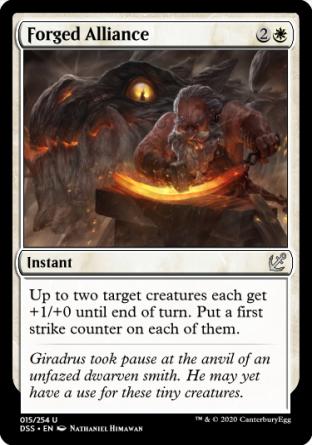 Forged Alliance 2
Instant
Up to two target creatures each get
+1/+0 until end of turn. Put a first
strike counter on each of them.
Giradrus took pause at the anvil of an
unfazed dwarven smith. He may yet
have a use for these tiny creatures.
015/254 U
DSS • EN Nathaniel Himawan
™ & © 2020 CanterburyEgg